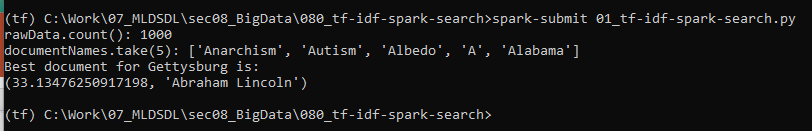 (tf) C:\Work\07_MLDSDL\sec08_BigData\080_tf-idf-spark-search>spark-submit 01_tf-idf-spark-search.py
rawData.count(): 1000
documentNames.take(5): ['Anarchism', 'Autism', 'Albedo', 'A', 'Alabama']
Best document for Gettysburg is:
(33.13476250917198, 'Abraham Lincoln')
(tf) C:\Work\07_MLDSDL\sec08_BigData\080_tf-idf-spark-search>